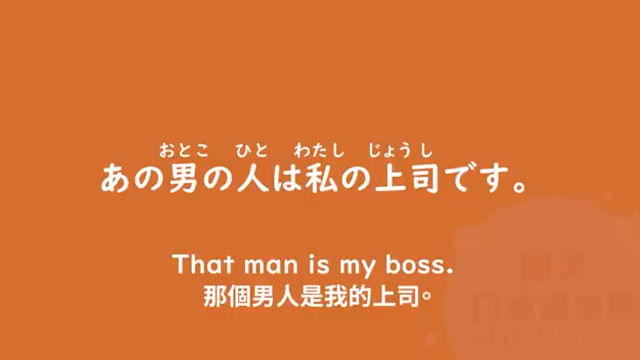 おとこ ひと わたし じょうし
あの男の人は私の上司です。
That man is my boss.
那個男人是我的上司。